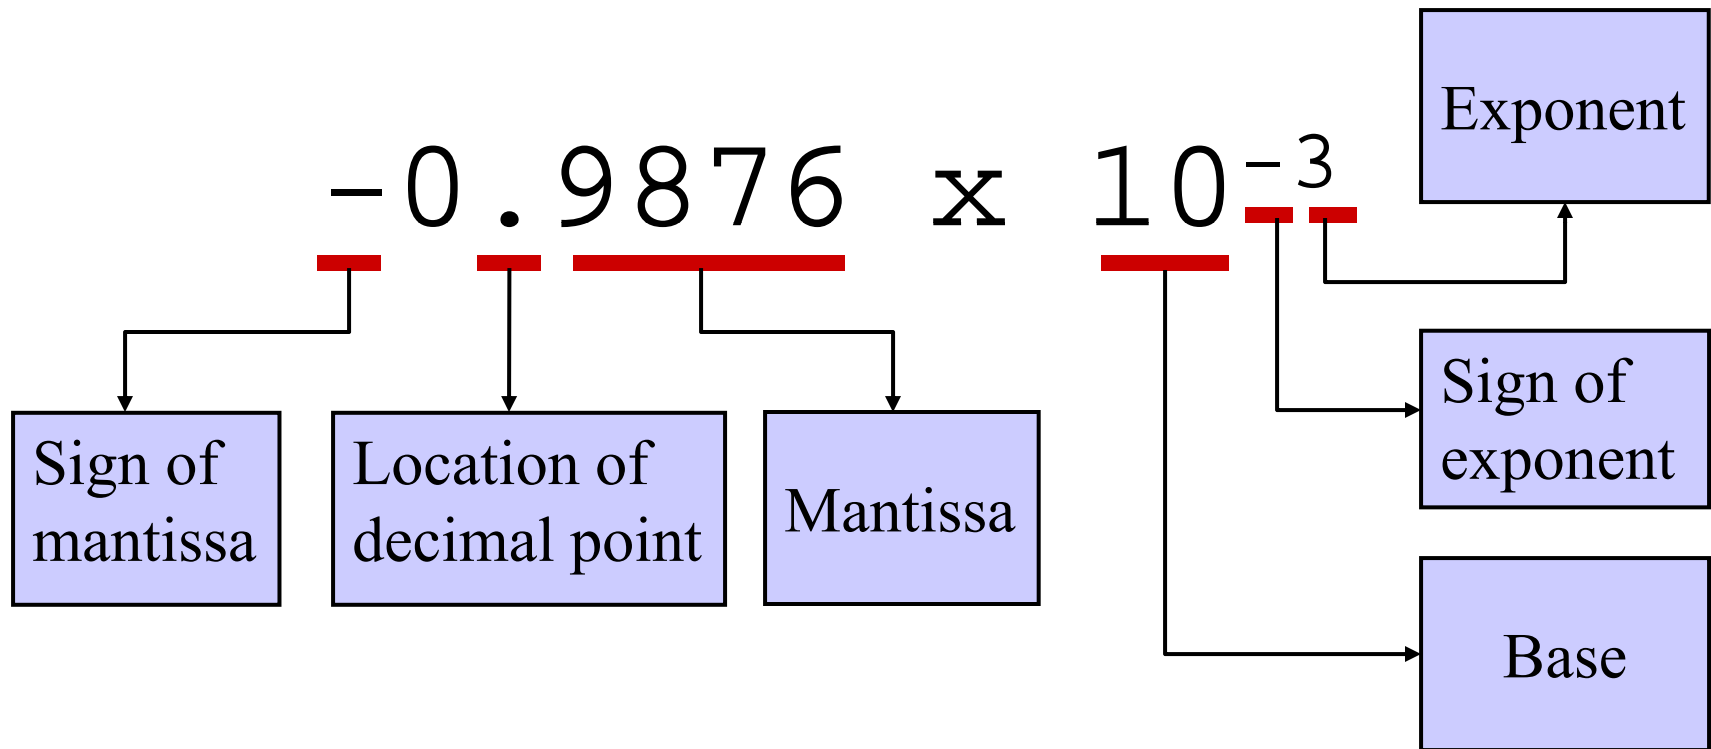 Exponent
-0.9876 x 10-3
Sign of
mantissa
Location of
decimal point
Mantissa
Sign of
exponent
Base